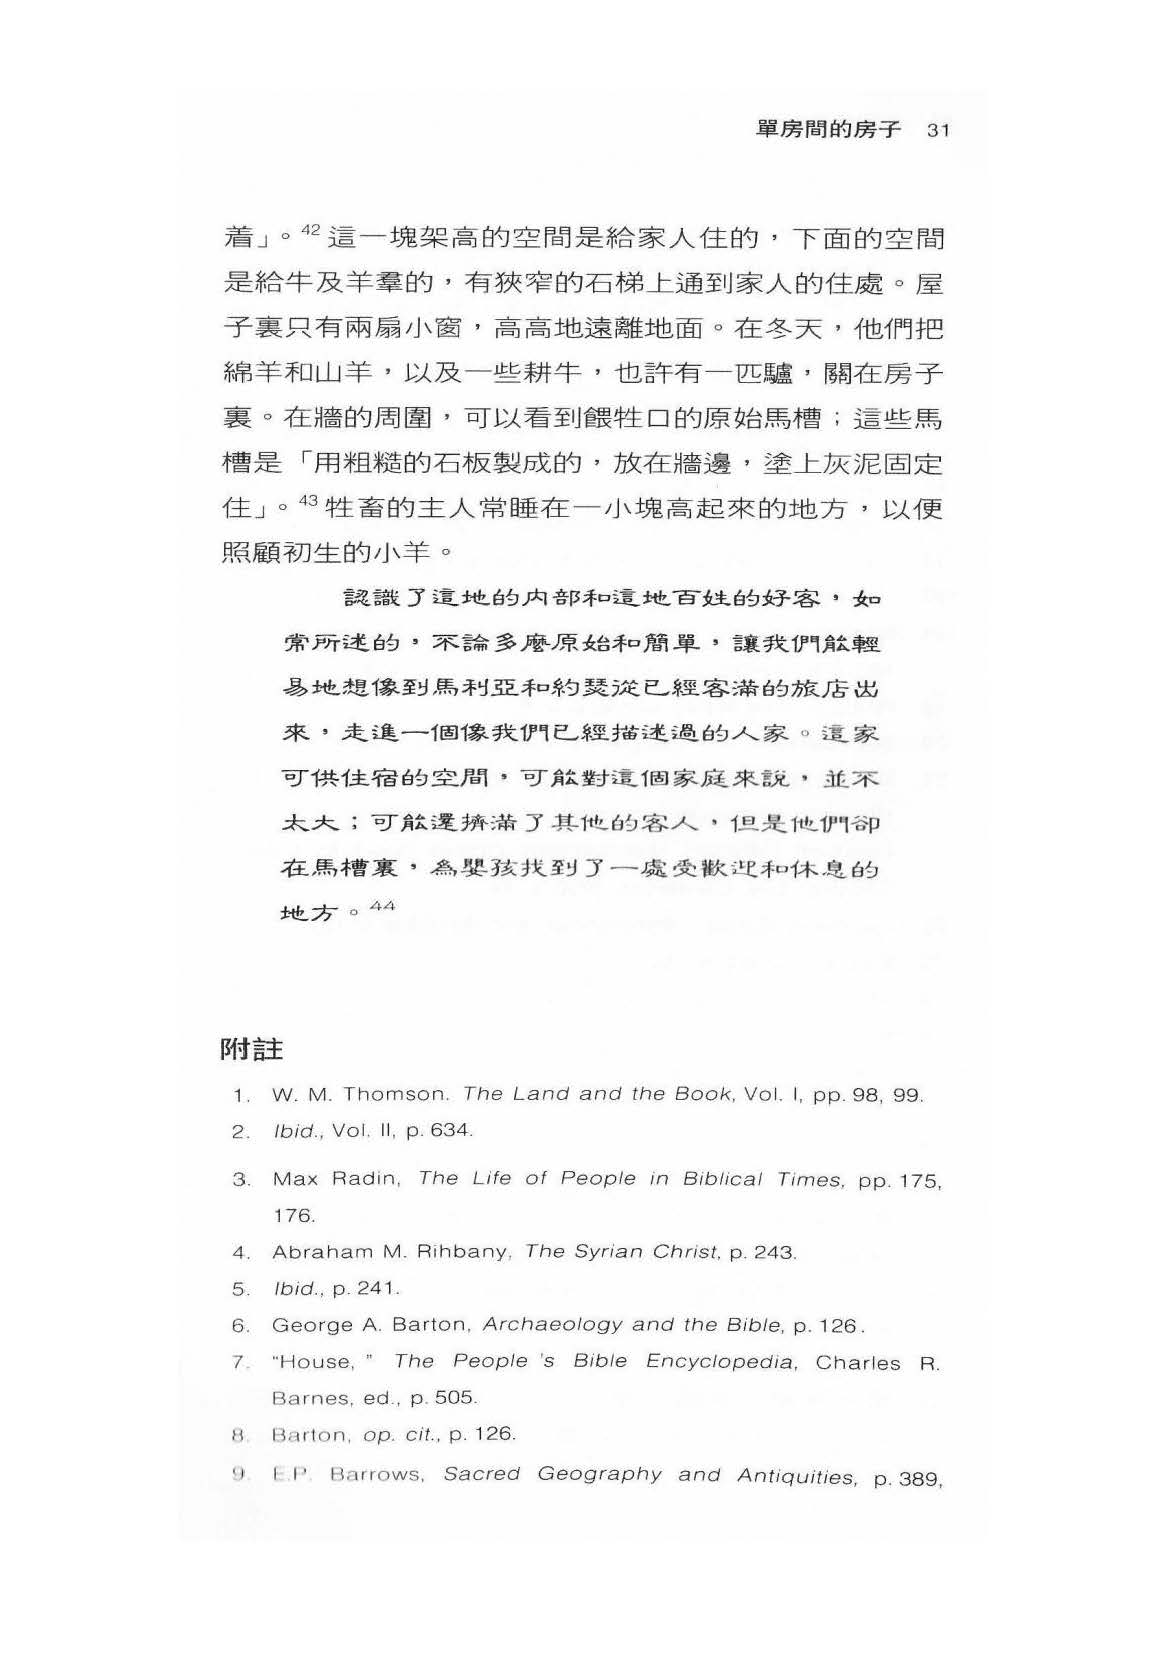 單房間的房子 31
着」。42 這一塊架高的空間是給家人住的，下面的空間
是給牛及羊羣的，有狹窄的石梯上通到家人的住處。屋
子裏只有兩扇小窗，高高地遠離地面。在冬天，他們把
綿羊和山羊，以及一些耕牛，也許有一匹驢，關在房子
裏。在牆的周圍，可以看到餵牲口的原始馬槽；這些馬
槽是「用粗糙的石板製成的，放在牆邊，塗上灰泥固定
住」。43 牲畜的主人常睡在一小塊高起來的地方，以便
照顧初生的小羊。
認識了這地的內部和這地百姓的好客，如
常所述的，不論多麼原始和簡單，讓我們能輕
易地想像到馬利亞和約瑟從已經客滿的旅店出
來，走進一個像我們已經描述過的人家。這家
可供住宿的空間，可能對這個家庭來說，並不
太大；可能還擠滿了其他的客人，但是他們卻
在馬槽裏，為嬰孩找到了一處受歡迎和休息的
地方。44
附註
1. W. M. Thomson. The Land and the Book, Vol. I, pp. 98, 99.
2. Ibid., Vol. II, p. 634.
3. Max Radin, The Life of People in Biblical Times, pp. 175,
176.
4. Abraham M. Rihbany, The Syrian Christ, p. 243.
5. Ibid., p. 241.
6. George A. Barton, Archaeology and the Bible, p. 126.
7. "House, " The People 's Bible Encyclopedia, Charles R.
Barnes, ed., p. 505.
8. Barton, op. cit., p. 126.
9. E.P. Barrows, Sacred Geography and Antiquities, p. 389,